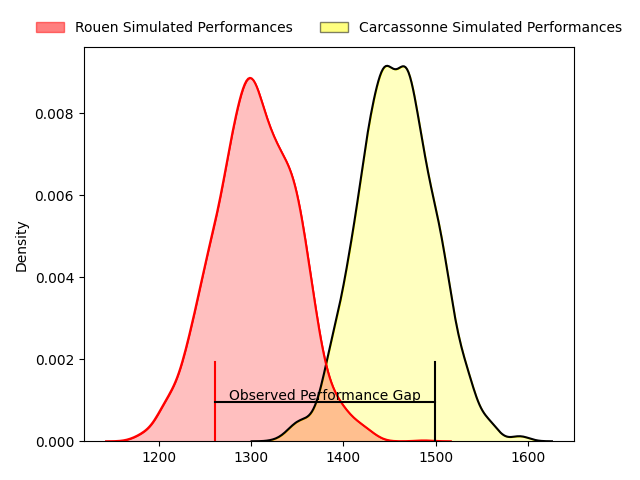 Rouen Simulated Performances
Carcassonne Simulated Performances
Density
0.008
0.006
0.004
0.002
0.000
Observed Performance Gap
1200
1300
1400
1500
1600